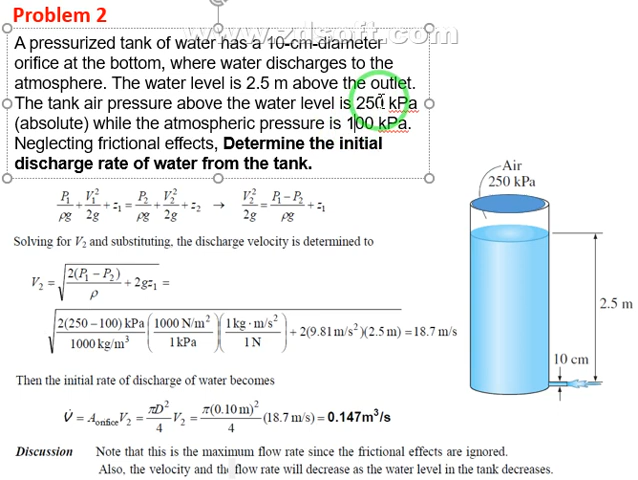 Problem 2
www.zdsoft.com
A pressurized tank of water has a 10-cm-diameter
orifice at the bottom, where water discharges to the
atmosphere. The water level is 2.5 m above the outlet.
The tank air pressure above the water level is 250 kPa
(absolute) while the atmospheric pressure is 100 kPa.
Neglecting frictional effects, Determine the initial
discharge rate of water from the tank.
P₁/ρg + V₁²/2g + z₁ = P₂/ρg + V₂²/2g + z₂ → V₂²/2g = (P₁ − P₂)/ρg + z₁
Solving for V₂ and substituting, the discharge velocity is determined to
V₂ = √(2(P₁ − P₂)/ρ + 2gz₁) =
√(2(250 − 100) kPa/1000 kg/m³ (1000 N/m²/1 kPa)(1 kg · m/s²/1 N) + 2(9.81 m/s²)(2.5 m)) = 18.7 m/s
Then the initial rate of discharge of water becomes
V̇ = A_orifice V₂ = πD²/4 V₂ = π(0.10 m)²/4 (18.7 m/s) = 0.147m³/s
Discussion Note that this is the maximum flow rate since the frictional effects are ignored.
Also, the velocity and the flow rate will decrease as the water level in the tank decreases.
Air
250 kPa
2.5 m
10 cm